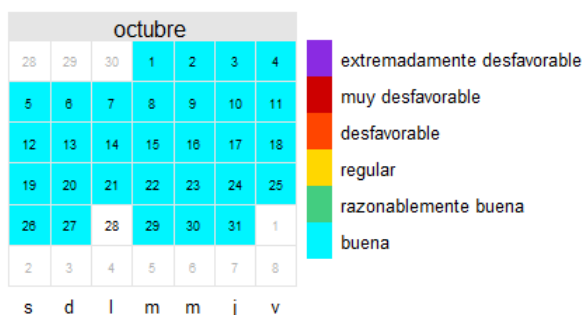 octubre
28 29 30 1 2 3 4
5 6 7 8 9 10 11
12 13 14 15 16 17 18
19 20 21 22 23 24 25
26 27 28 29 30 31 1
2 3 4 5 6 7 8
s d l m m j v
extremadamente desfavorable
muy desfavorable
desfavorable
regular
razonablemente buena
buena